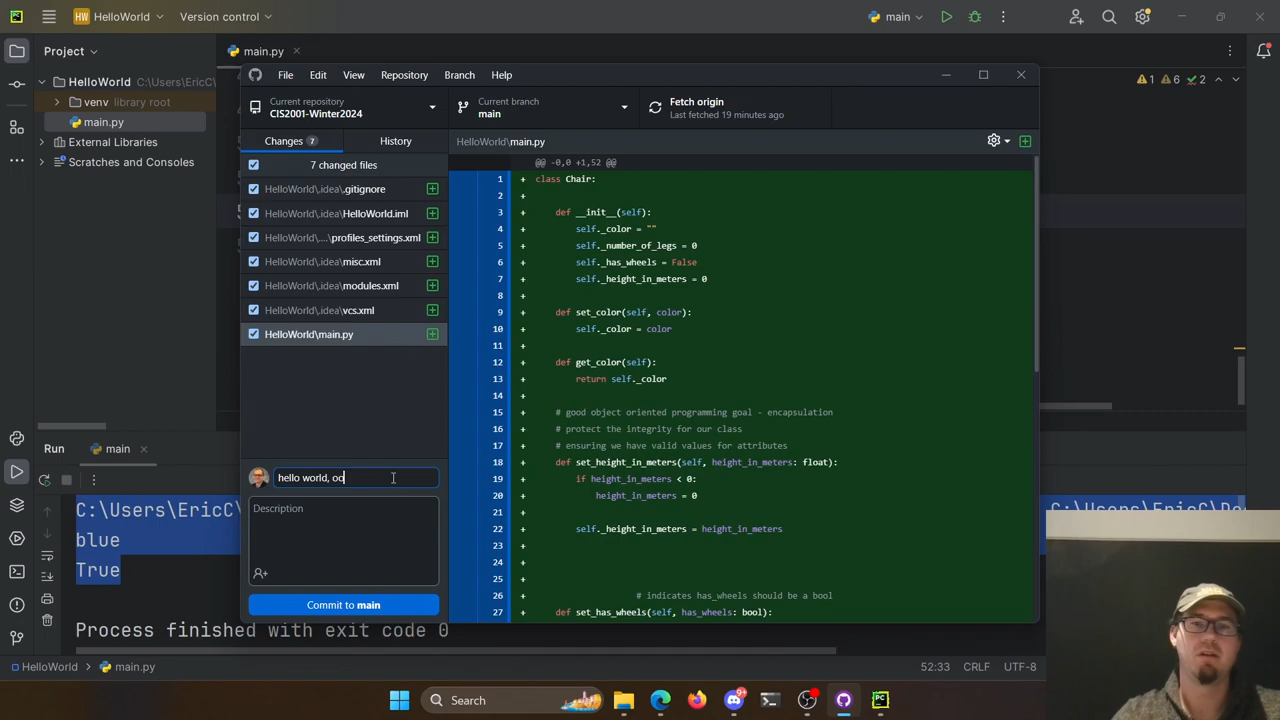 HW HelloWorld Version control main
Project main.py
HelloWorld C:\Users\EricC\
venv library root
main.py
External Libraries
Scratches and Consoles
File Edit View Repository Branch Help
Current repository
CIS2001-Winter2024
Current branch
main
Fetch origin
Last fetched 19 minutes ago
1 6 2
Changes 7 History
7 changed files
HelloWorld\.idea\.gitignore
HelloWorld\.idea\HelloWorld.iml
HelloWorld\...\profiles_settings.xml
HelloWorld\.idea\misc.xml
HelloWorld\.idea\modules.xml
HelloWorld\.idea\vcs.xml
HelloWorld\main.py
HelloWorld\main.py
@@ -0,0 +1,52 @@
1 + class Chair:
2 +
3 + def __init__(self):
4 + self._color = ""
5 + self._number_of_legs = 0
6 + self._has_wheels = False
7 + self._height_in_meters = 0
8 +
9 + def set_color(self, color):
10 + self._color = color
11 +
12 + def get_color(self):
13 + return self._color
14 +
15 + # good object oriented programming goal - encapsulation
16 + # protect the integrity for our class
17 + # ensuring we have valid values for attributes
18 + def set_height_in_meters(self, height_in_meters: float):
19 + if height_in_meters < 0:
20 + height_in_meters = 0
21 +
22 + self._height_in_meters = height_in_meters
23 +
24 +
25 +
26 + # indicates has_wheels should be a bool
27 + def set_has_wheels(self, has_wheels: bool):
hello world, oo
Description
Commit to main
Run main
C:\Users\EricC\
blue
True
Process finished with exit code 0
HelloWorld main.py 52:33 CRLF UTF-8
Search
9+